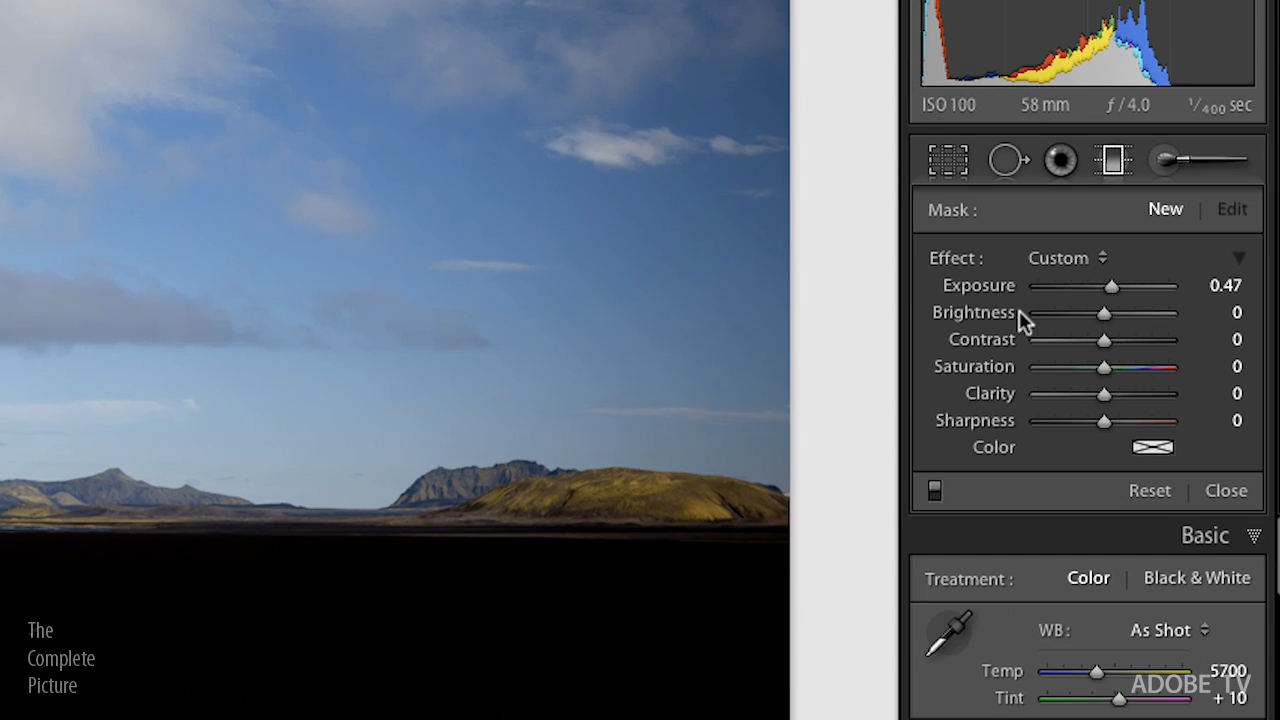 ISO 100 58 mm ƒ / 4.0 1/400 sec
Mask : New | Edit
Effect : Custom
Exposure 0.47
Brightness 0
Contrast 0
Saturation 0
Clarity 0
Sharpness 0
Color
Reset | Close
Basic
Treatment : Color | Black & White
WB : As Shot
Temp 5700
Tint + 10
The
Complete
Picture
ADOBE TV